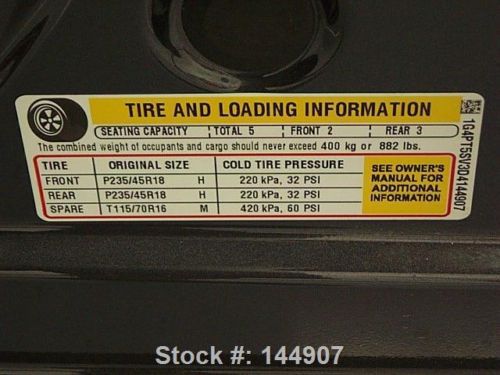 TIRE AND LOADING INFORMATION
SEATING CAPACITY TOTAL 5 FRONT 2 REAR 3
The combined weight of occupants and cargo should never exceed 400 kg or 882 lbs.
TIRE ORIGINAL SIZE COLD TIRE PRESSURE
FRONT P235/45R18 H 220 kPa, 32 PSI
REAR P235/45R18 H 220 kPa, 32 PSI
SPARE T115/70R16 M 420 kPa, 60 PSI
SEE OWNER'S
MANUAL FOR
ADDITIONAL
INFORMATION
1G4PT5SV3D4144907
Stock #: 144907